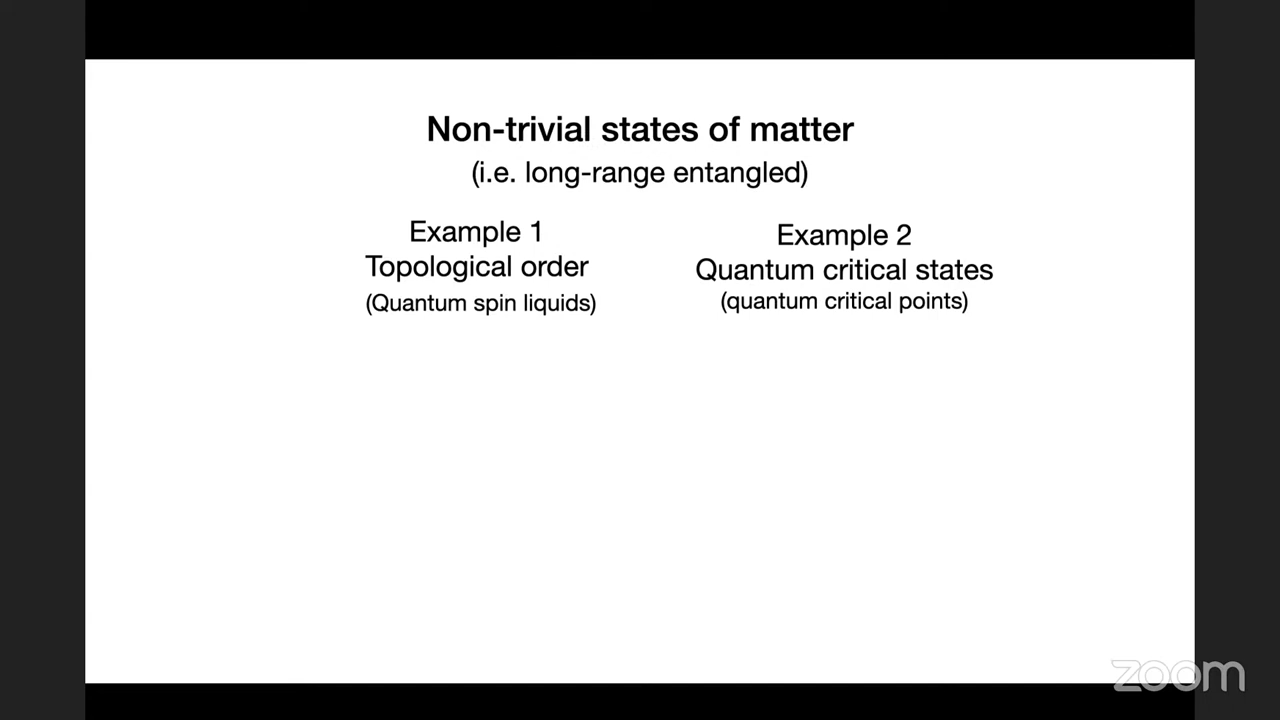 Non-trivial states of matter
(i.e. long-range entangled)
Example 1
Topological order
(Quantum spin liquids)
Example 2
Quantum critical states
(quantum critical points)
zoom